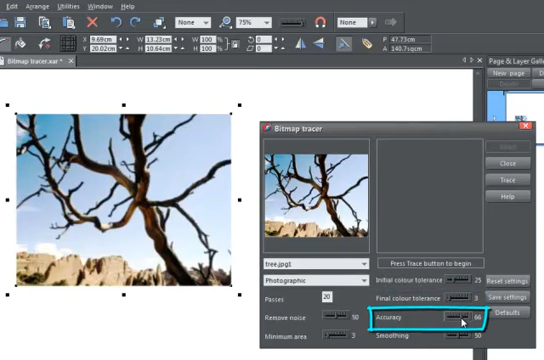 Edit Arrange Utilities Window Help
None 75% None
X 9.69cm W 13.23cm W 100 % 0 P 47.73cm
Y 20.02cm H 10.64cm H 100 % 0 A 140.7sqcm
Bitmap tracer.xar *
Page & Layer Gall
New page
Bitmap tracer
Close
Trace
Help
tree.jpg1 Press Trace button to begin
Photographic Initial colour tolerance 25 Reset settings
Passes 20 Final colour tolerance 3 Save settings
Remove noise 50 Accuracy 66 Defaults
Minimum area 3 Smoothing 50